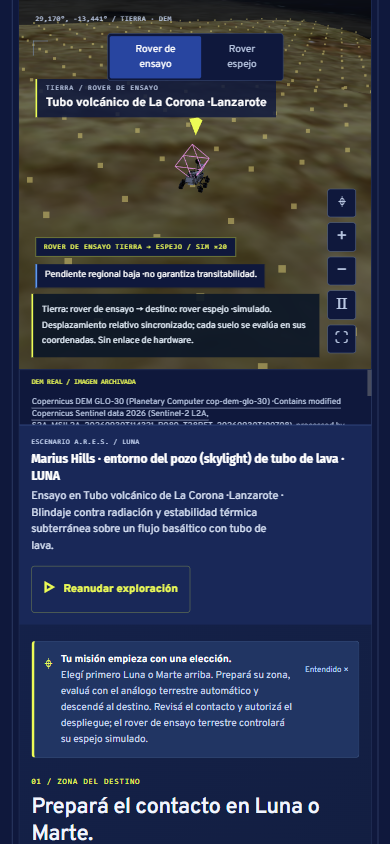 29,170°, -13,441° / TIERRA · DEM
Rover de
ensayo
Rover
espejo
TIERRA / ROVER DE ENSAYO
Tubo volcánico de La Corona ·Lanzarote
ROVER DE ENSAYO TIERRA → ESPEJO / SIM ×20
Pendiente regional baja ·no garantiza transitabilidad.
Tierra: rover de ensayo → destino: rover espejo ·simulado.
Desplazamiento relativo sincronizado; cada suelo se evalúa en sus
coordenadas. Sin enlace de hardware.
DEM REAL / IMAGEN ARCHIVADA
Copernicus DEM GLO-30 (Planetary Computer cop-dem-glo-30) ·Contains modified
Copernicus Sentinel data 2026 (Sentinel-2 L2A,
ESCENARIO A.R.E.S. / LUNA
Marius Hills · entorno del pozo (skylight) de tubo de lava ·
LUNA
Ensayo en Tubo volcánico de La Corona ·Lanzarote ·
Blindaje contra radiación y estabilidad térmica
subterránea sobre un flujo basáltico con tubo de
lava.
Reanudar exploración
Tu misión empieza con una elección.
Elegí primero Luna o Marte arriba. Prepará su zona,
evaluá con el análogo terrestre automático y
descendé al destino. Revisá el contacto y autorizá el
despliegue; el rover de ensayo terrestre controlará
su espejo simulado.
Entendido ×
01 / ZONA DEL DESTINO
Prepará el contacto en Luna o
Marte.